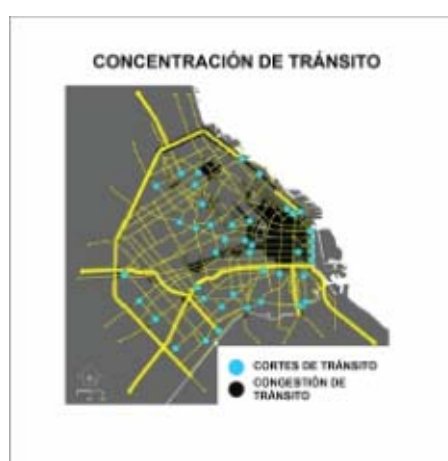 CONCENTRACIÓN DE TRÁNSITO
CORTES DE TRÁNSITO
CONGESTIÓN DE
TRÁNSITO